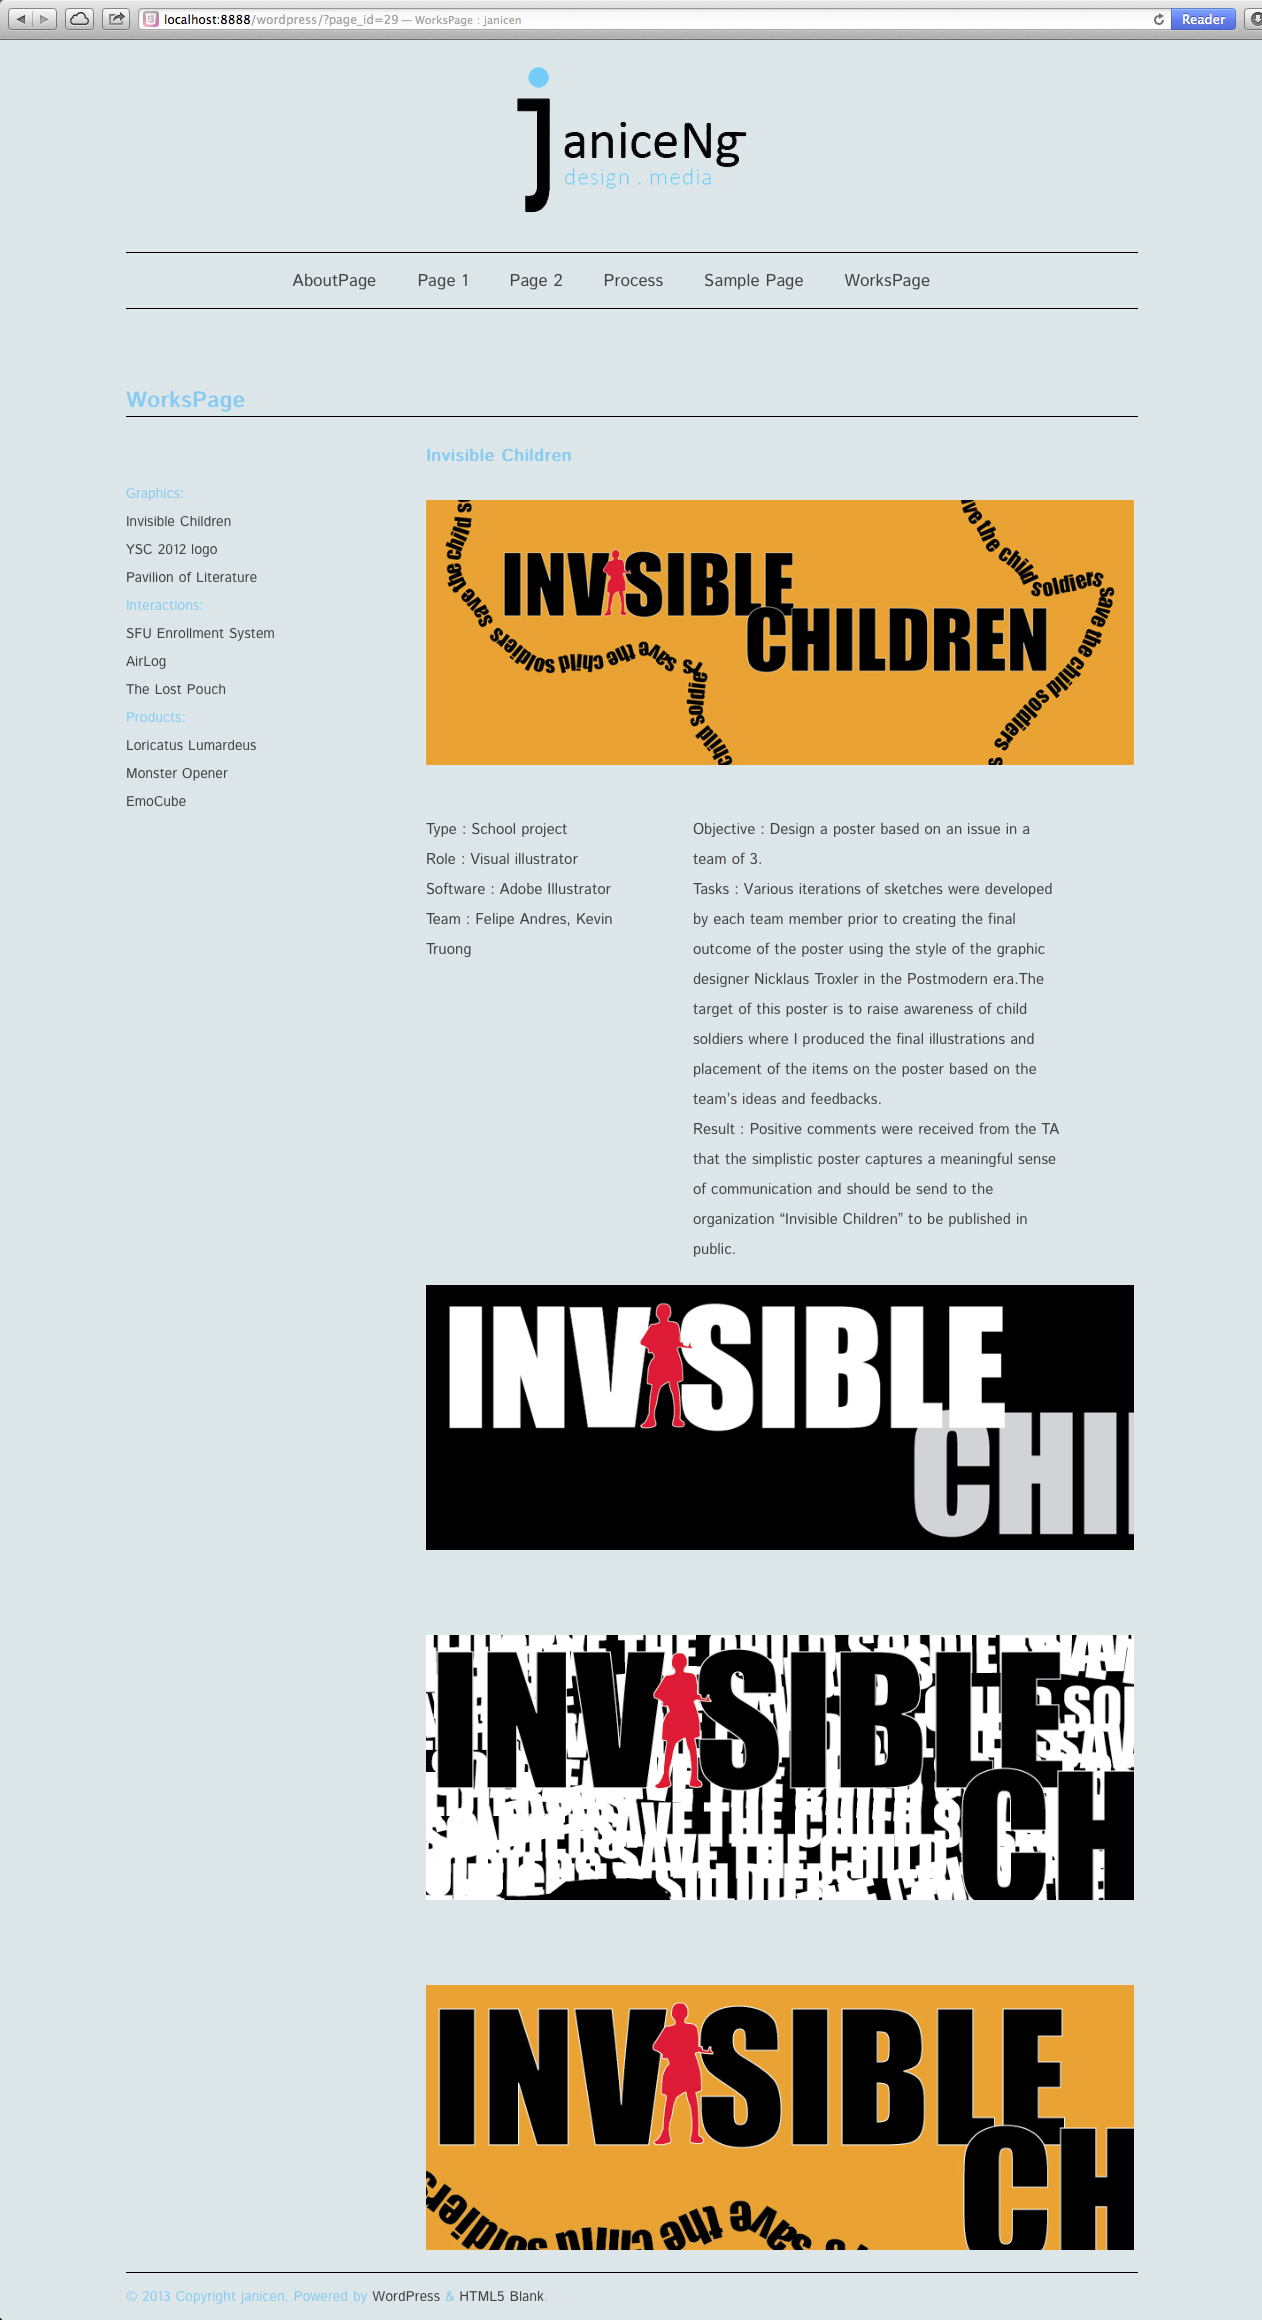 localhost:8888/wordpress/?page_id=29 — WorksPage : janicen
Reader
janiceNg
design . media
AboutPage Page 1 Page 2 Process Sample Page WorksPage
WorksPage
Graphics:
Invisible Children
YSC 2012 logo
Pavilion of Literature
Interactions:
SFU Enrollment System
AirLog
The Lost Pouch
Products:
Loricatus Lumardeus
Monster Opener
EmoCube
Invisible Children
INVISIBLE
CHILDREN
save the child soldiers save the child soldiers
save the child soldiers save the child soldiers
Type : School project
Role : Visual illustrator
Software : Adobe Illustrator
Team : Felipe Andres, Kevin
Truong
Objective : Design a poster based on an issue in a
team of 3.
Tasks : Various iterations of sketches were developed
by each team member prior to creating the final
outcome of the poster using the style of the graphic
designer Nicklaus Troxler in the Postmodern era.The
target of this poster is to raise awareness of child
soldiers where I produced the final illustrations and
placement of the items on the poster based on the
team’s ideas and feedbacks.
Result : Positive comments were received from the TA
that the simplistic poster captures a meaningful sense
of communication and should be send to the
organization “Invisible Children” to be published in
public.
INVISIBLE
CHI
INVISIBLE
CH
SAVE THE CHILD
INVISIBLE
CH
soldiers save the child soldiers
© 2013 Copyright janicen. Powered by WordPress & HTML5 Blank.